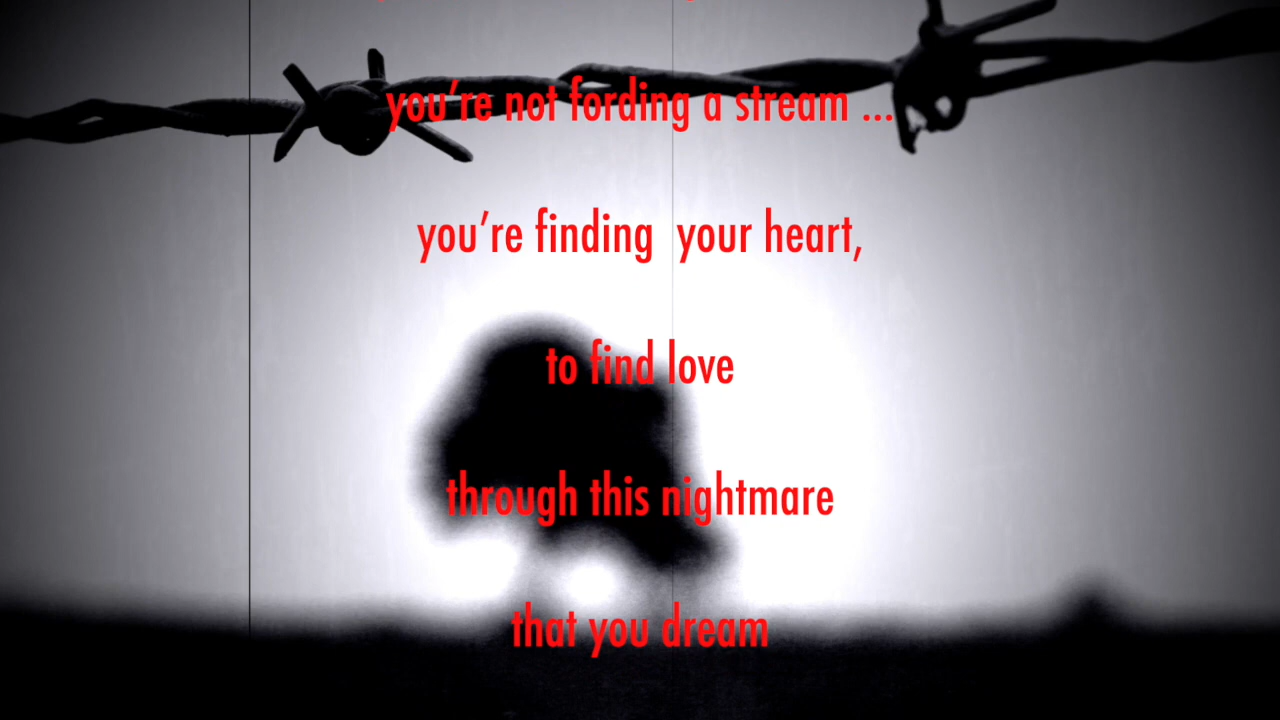 you’re not fording a stream ...
you’re finding  your heart,
to find love
through this nightmare
that you dream